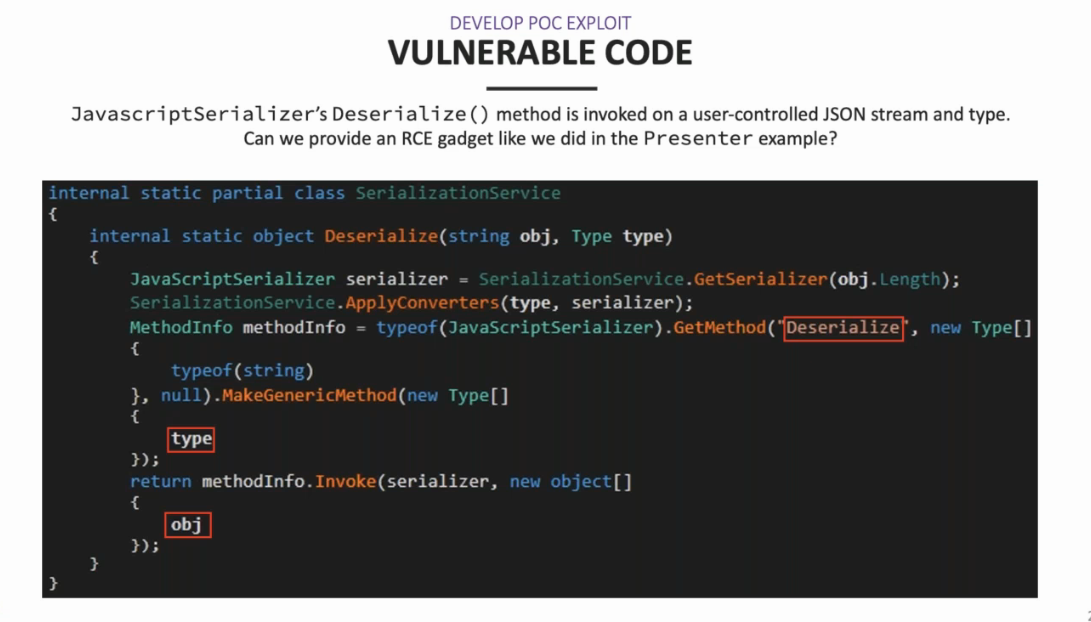 DEVELOP POC EXPLOIT
VULNERABLE CODE
JavascriptSerializer's Deserialize() method is invoked on a user-controlled JSON stream and type.
Can we provide an RCE gadget like we did in the Presenter example?
internal static partial class SerializationService
{
internal static object Deserialize(string obj, Type type)
{
JavaScriptSerializer serializer = SerializationService.GetSerializer(obj.Length);
SerializationService.ApplyConverters(type, serializer);
MethodInfo methodInfo = typeof(JavaScriptSerializer).GetMethod("Deserialize", new Type[]
{
typeof(string)
}, null).MakeGenericMethod(new Type[]
{
type
});
return methodInfo.Invoke(serializer, new object[]
{
obj
});
}
}